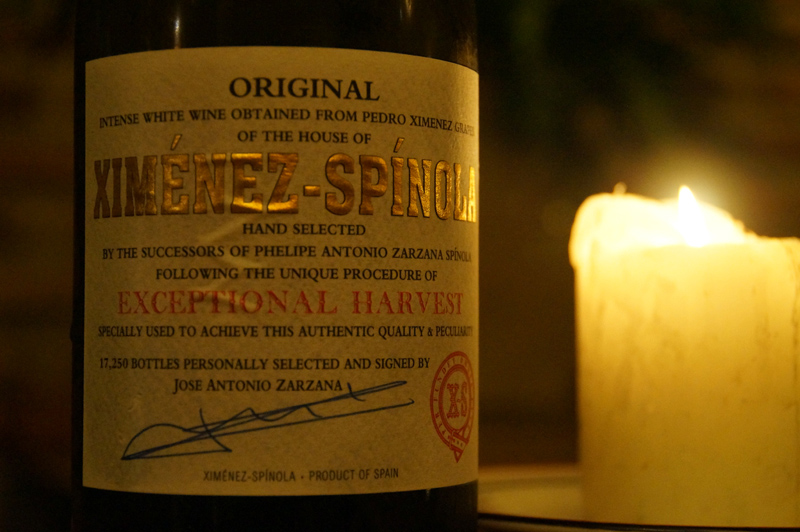 ORIGINAL
INTENSE WHITE WINE OBTAINED FROM PEDRO XIMENEZ GRAPES
OF THE HOUSE OF
XIMÉNEZ-SPÍNOLA
HAND SELECTED
BY THE SUCCESSORS OF PHELIPE ANTONIO ZARZANA SPÍNOLA
FOLLOWING THE UNIQUE PROCEDURE OF
EXCEPTIONAL HARVEST
SPECIALLY USED TO ACHIEVE THIS AUTHENTIC QUALITY & PECULIARITY
17,250 BOTTLES PERSONALLY SELECTED AND SIGNED BY
JOSE ANTONIO ZARZANA
X-S
XIMÉNEZ-SPÍNOLA - PRODUCT OF SPAIN